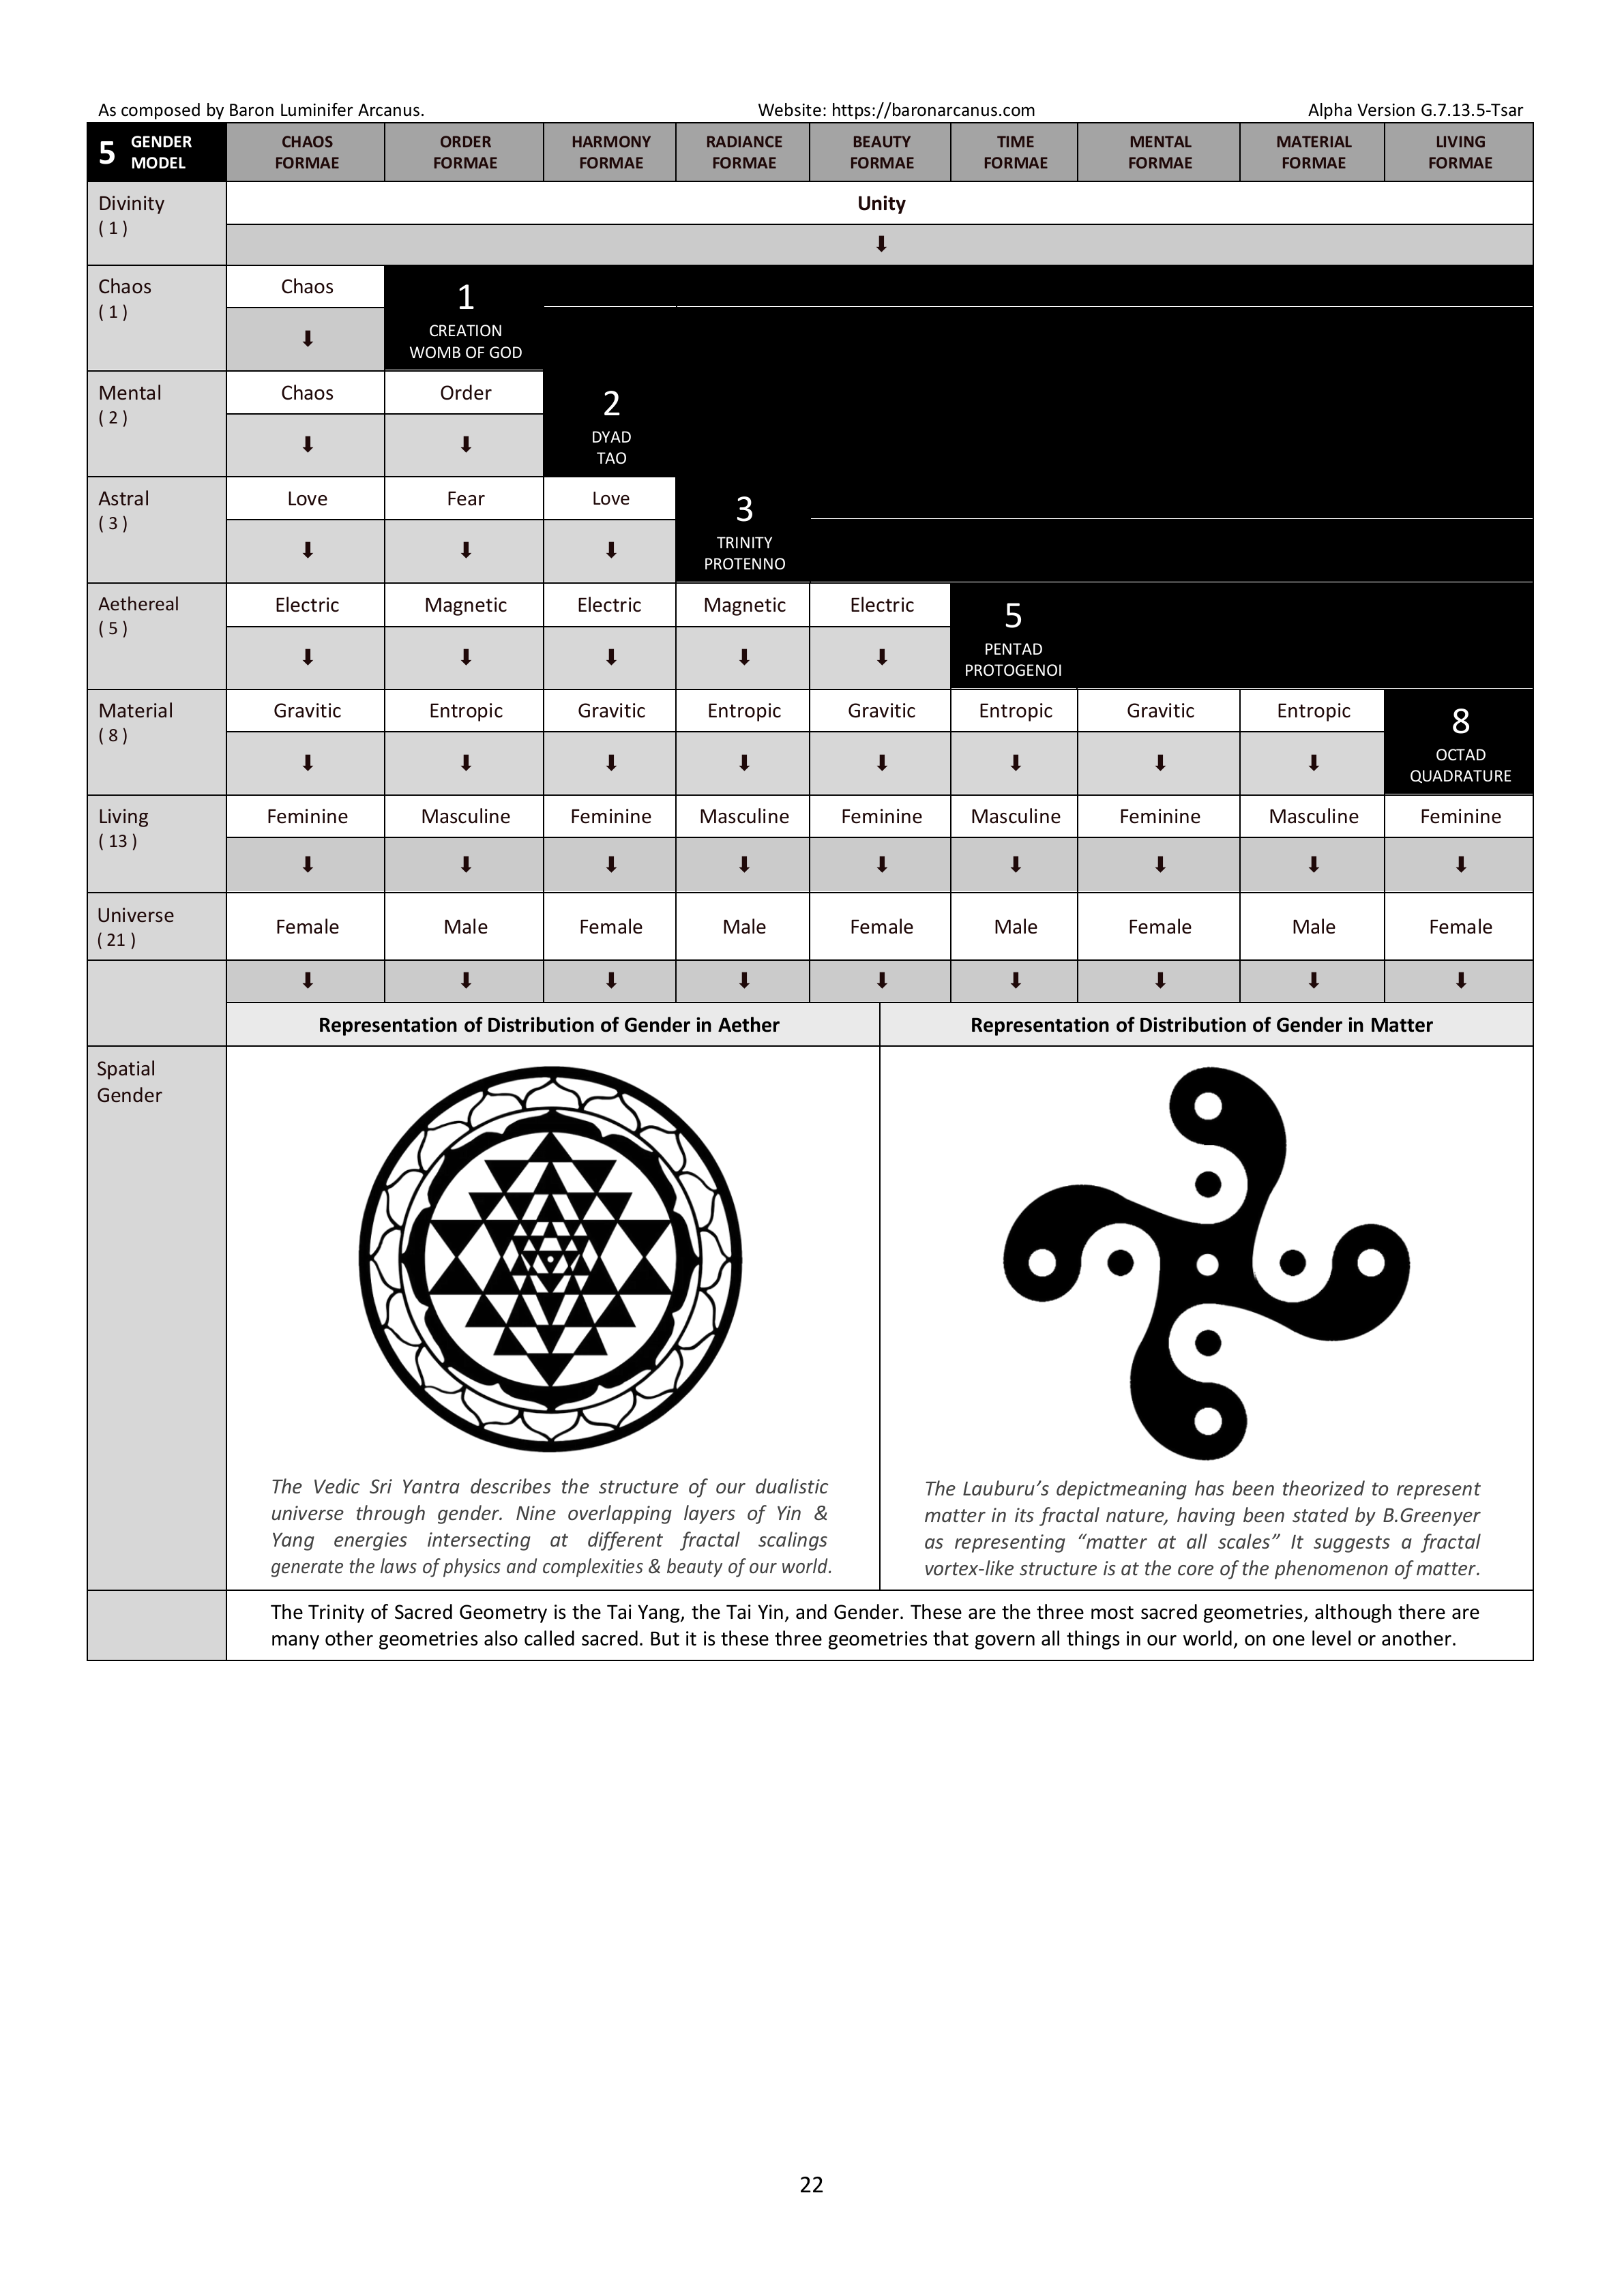 As composed by Baron Luminifer Arcanus. Website: https://baronarcanus.com Alpha Version G.7.13.5-Tsar
5 GENDER MODEL CHAOS FORMAE ORDER FORMAE HARMONY FORMAE RADIANCE FORMAE BEAUTY FORMAE TIME FORMAE MENTAL FORMAE MATERIAL FORMAE LIVING FORMAE
Divinity Unity
( 1 ) ⬇
Chaos Chaos 1
( 1 ) ⬇ CREATION
WOMB OF GOD
Mental Chaos Order 2
( 2 ) ⬇ ⬇ DYAD
TAO
Astral Love Fear Love 3
( 3 ) ⬇ ⬇ ⬇ TRINITY
PROTENNO
Aethereal Electric Magnetic Electric Magnetic Electric 5
( 5 ) ⬇ ⬇ ⬇ ⬇ ⬇ PENTAD
PROTOGENOI
Material Gravitic Entropic Gravitic Entropic Gravitic Entropic Gravitic Entropic 8
( 8 ) ⬇ ⬇ ⬇ ⬇ ⬇ ⬇ ⬇ ⬇ OCTAD
QUADRATURE
Living Feminine Masculine Feminine Masculine Feminine Masculine Feminine Masculine Feminine
( 13 ) ⬇ ⬇ ⬇ ⬇ ⬇ ⬇ ⬇ ⬇ ⬇
Universe Female Male Female Male Female Male Female Male Female
( 21 )
⬇ ⬇ ⬇ ⬇ ⬇ ⬇ ⬇ ⬇ ⬇
Representation of Distribution of Gender in Aether Representation of Distribution of Gender in Matter
Spatial
Gender
The Vedic Sri Yantra describes the structure of our dualistic
universe through gender. Nine overlapping layers of Yin &
Yang energies intersecting at different fractal scalings
generate the laws of physics and complexities & beauty of our world.
The Lauburu’s depictmeaning has been theorized to represent
matter in its fractal nature, having been stated by B.Greenyer
as representing “matter at all scales” It suggests a fractal
vortex-like structure is at the core of the phenomenon of matter.
The Trinity of Sacred Geometry is the Tai Yang, the Tai Yin, and Gender. These are the three most sacred geometries, although there are
many other geometries also called sacred. But it is these three geometries that govern all things in our world, on one level or another.
22